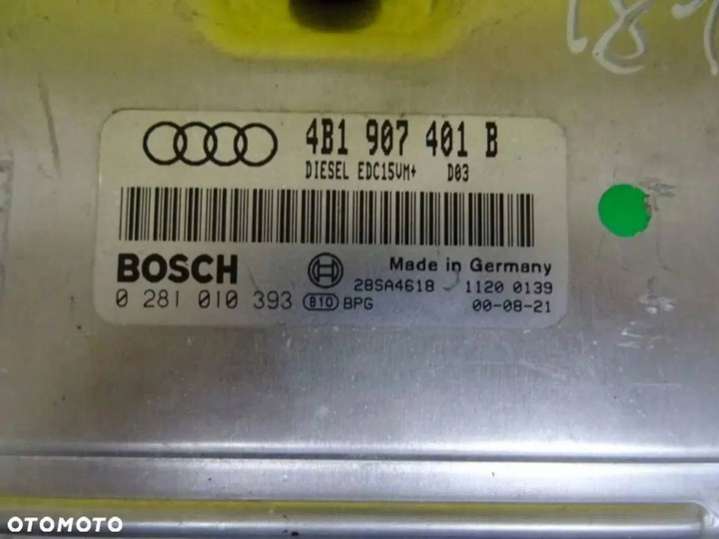 4B1 907 401 B
DIESEL EDC15VM+ D03
BOSCH
Made in Germany
28SA4618 1120 0139
0 281 010 393 B10 BPG 00-08-21
OTOMOTO